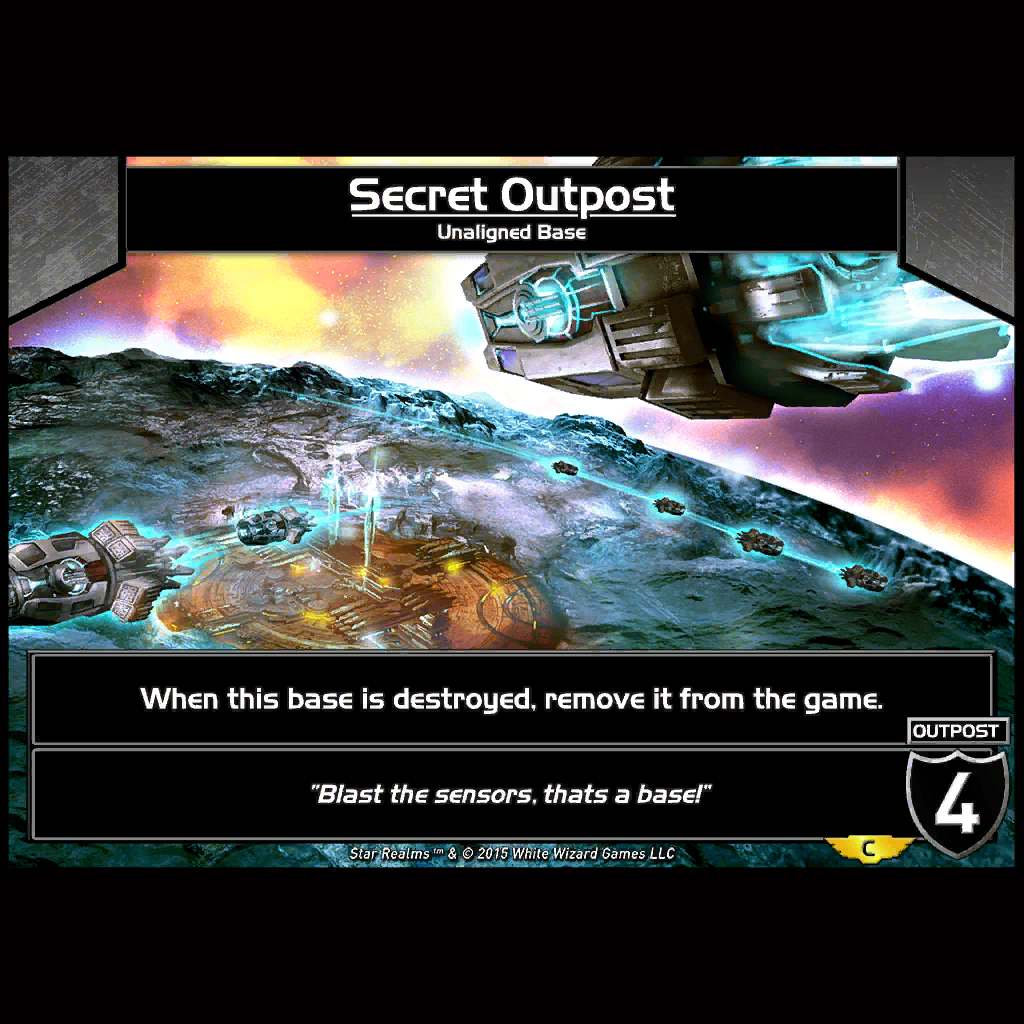 Secret Outpost
Unaligned Base
When this base is destroyed, remove it from the game.
OUTPOST
4
"Blast the sensors, thats a base!"
C
Star Realms™ & © 2015 White Wizard Games LLC